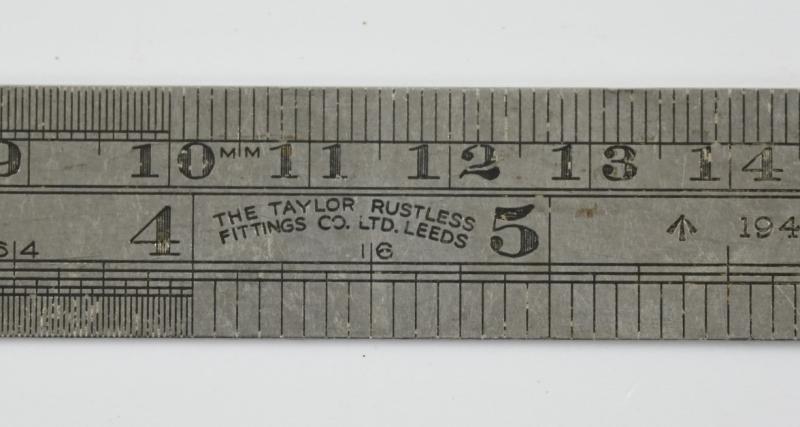 9 10 MM 11 12 13 14
THE TAYLOR RUSTLESS
FITTINGS CO. LTD. LEEDS
4 5
194
64 16